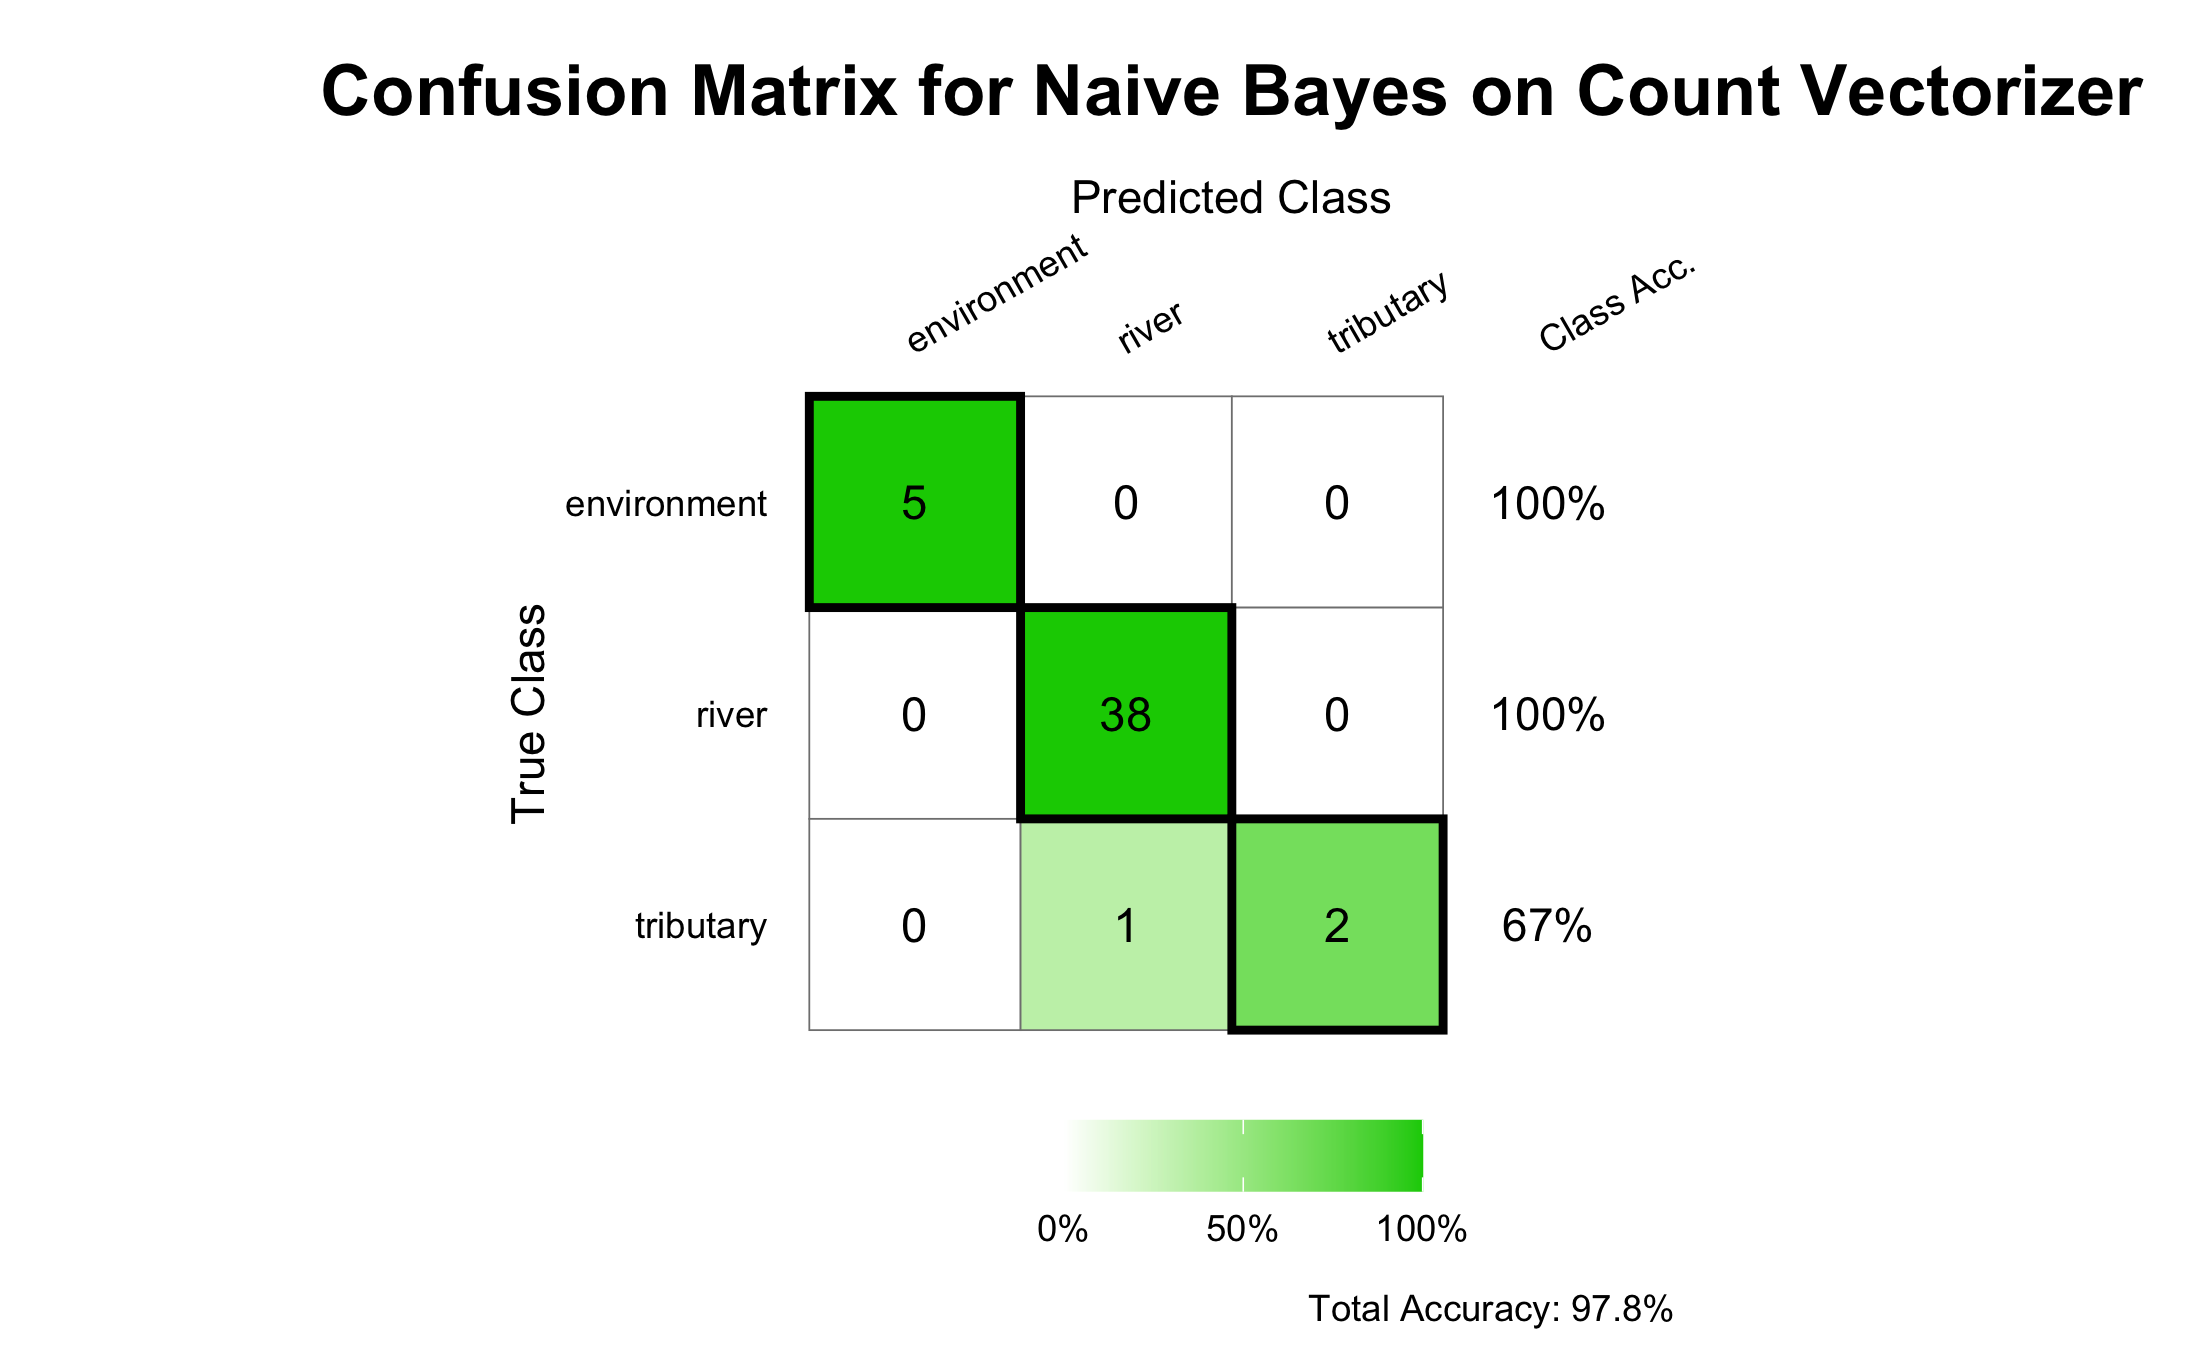 Confusion Matrix for Naive Bayes on Count Vectorizer
Predicted Class
environment river tributary Class Acc.
True Class
environment 5 0 0 100%
river 0 38 0 100%
tributary 0 1 2 67%
0% 50% 100%
Total Accuracy: 97.8%